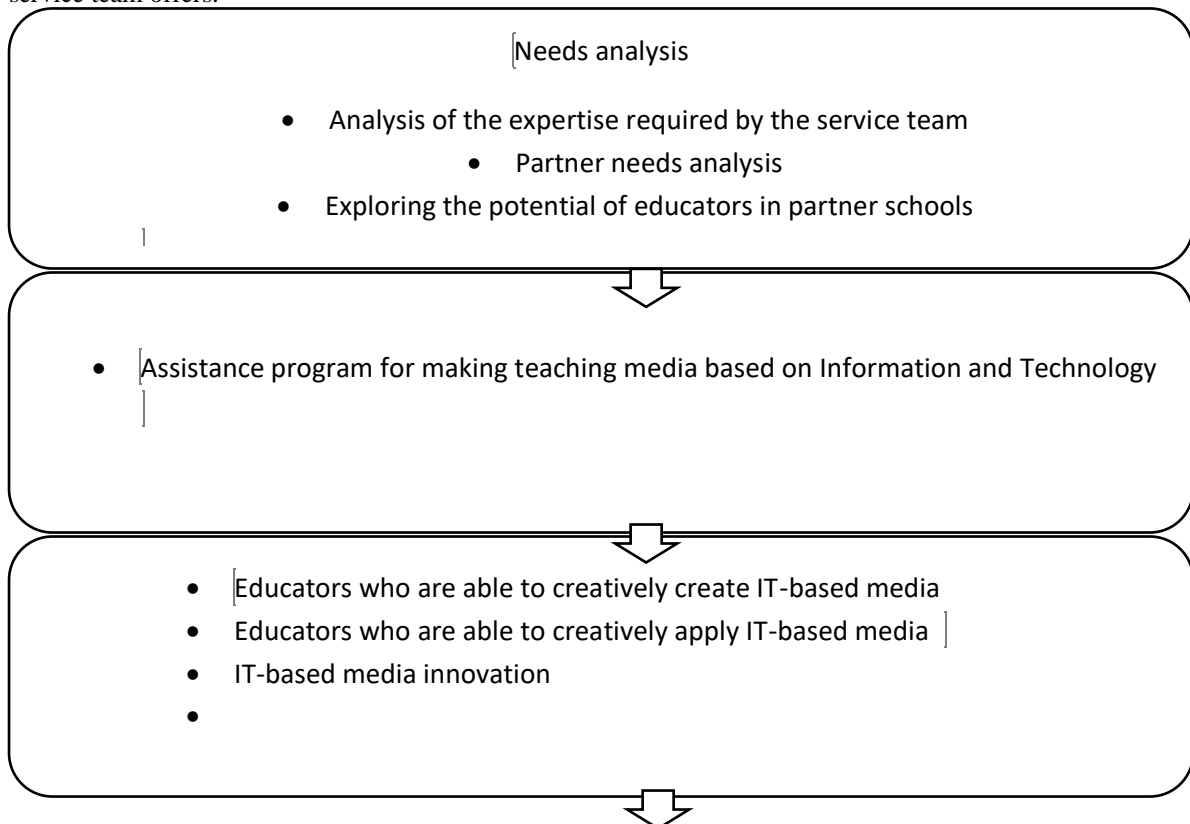 service team offers.
Needs analysis
• Analysis of the expertise required by the service team
• Partner needs analysis
• Exploring the potential of educators in partner schools
• Assistance program for making teaching media based on Information and Technology
• Educators who are able to creatively create IT-based media
• Educators who are able to creatively apply IT-based media
• IT-based media innovation
•